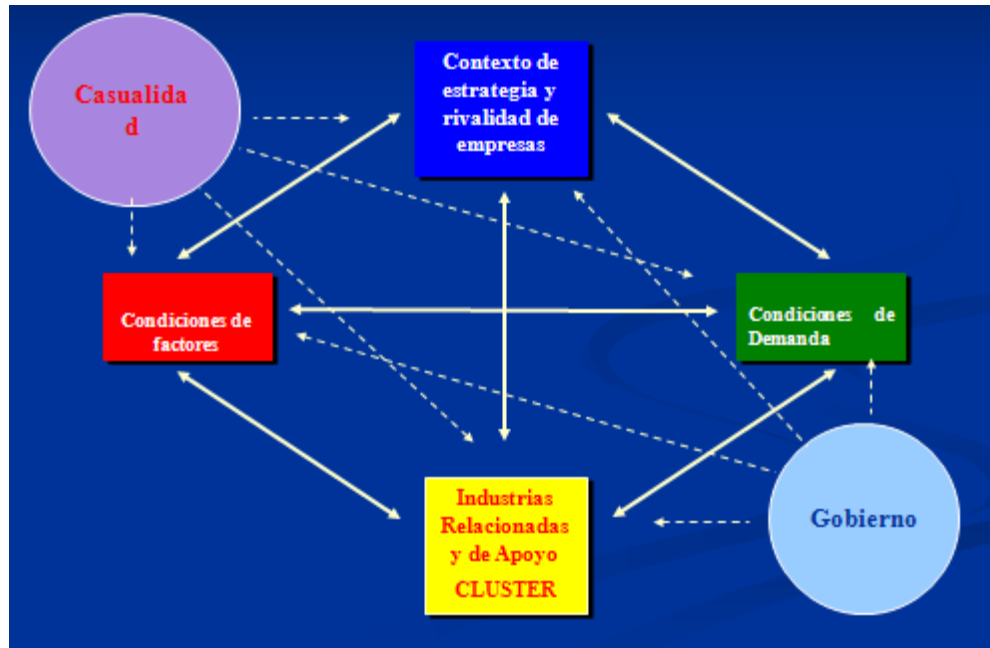 Casualida
d
Contexto de
estrategia y
rivalidad de
empresas
Condiciones de
factores
Condiciones de
Demanda
Industrias
Relacionadas
y de Apoyo
CLUSTER
Gobierno